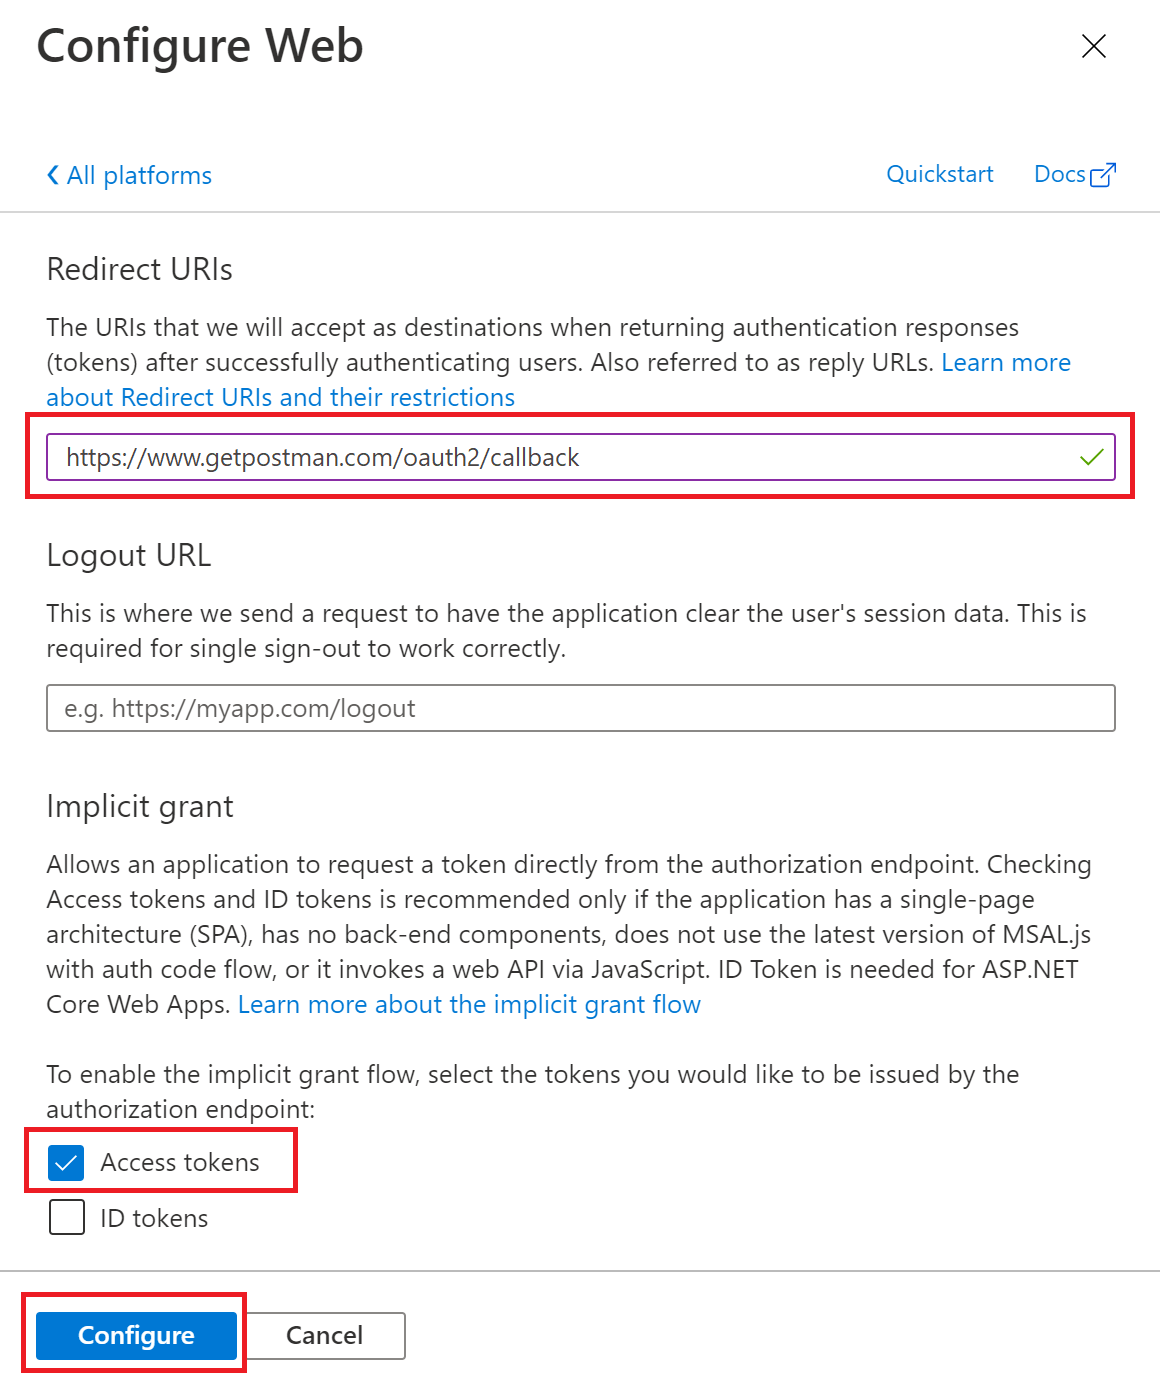 Configure Web
All platforms
Quickstart
Docs
Redirect URIs
The URIs that we will accept as destinations when returning authentication responses
(tokens) after successfully authenticating users. Also referred to as reply URLs. Learn more
about Redirect URIs and their restrictions
https://www.getpostman.com/oauth2/callback
Logout URL
This is where we send a request to have the application clear the user's session data. This is
required for single sign-out to work correctly.
e.g. https://myapp.com/logout
Implicit grant
Allows an application to request a token directly from the authorization endpoint. Checking
Access tokens and ID tokens is recommended only if the application has a single-page
architecture (SPA), has no back-end components, does not use the latest version of MSAL.js
with auth code flow, or it invokes a web API via JavaScript. ID Token is needed for ASP.NET
Core Web Apps. Learn more about the implicit grant flow
To enable the implicit grant flow, select the tokens you would like to be issued by the
authorization endpoint:
Access tokens
ID tokens
Configure
Cancel